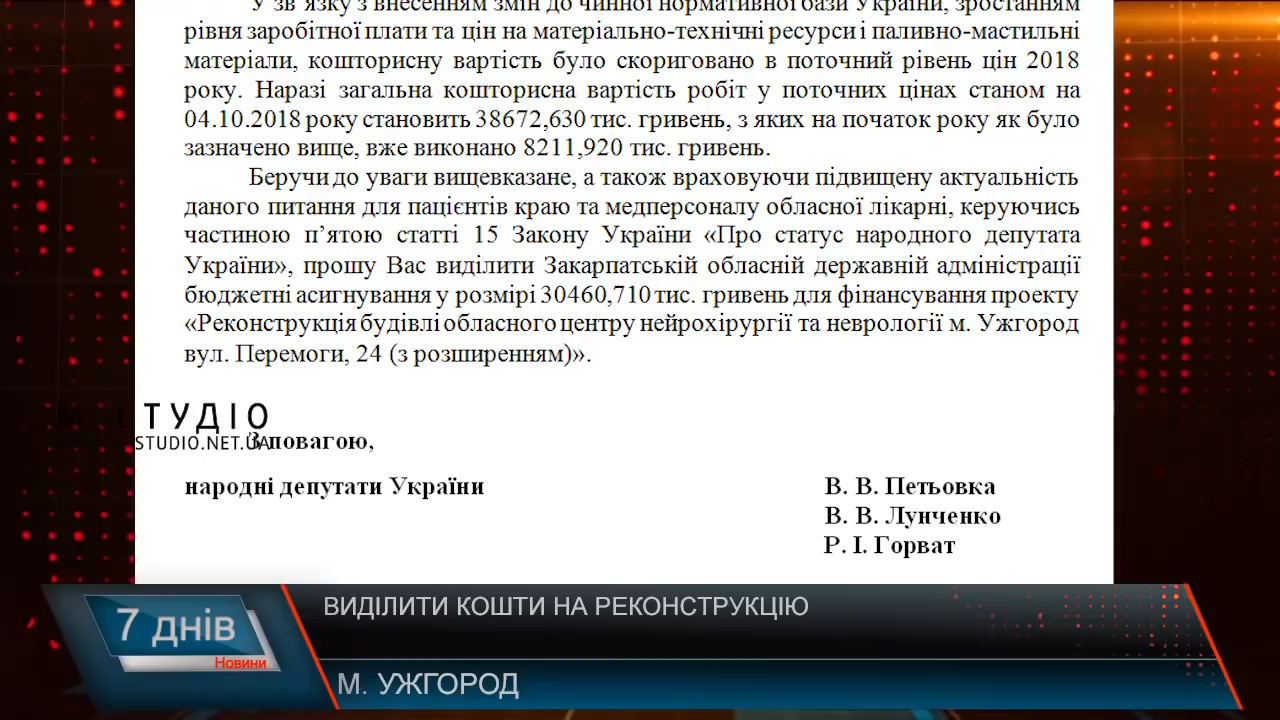 У зв'язку з внесенням змін до чинної нормативної бази України, зростанням
рівня заробітної плати та цін на матеріально-технічні ресурси і паливно-мастильні
матеріали, кошторисну вартість було скориговано в поточний рівень цін 2018
року. Наразі загальна кошторисна вартість робіт у поточних цінах станом на
04.10.2018 року становить 38672,630 тис. гривень, з яких на початок року як було
зазначено вище, вже виконано 8211,920 тис. гривень.
Беручи до уваги вищевказане, а також враховуючи підвищену актуальність
даного питання для пацієнтів краю та медперсоналу обласної лікарні, керуючись
частиною п’ятою статті 15 Закону України «Про статус народного депутата
України», прошу Вас виділити Закарпатській обласній державній адміністрації
бюджетні асигнування у розмірі 30460,710 тис. гривень для фінансування проекту
«Реконструкція будівлі обласного центру нейрохірургії та неврології м. Ужгород
вул. Перемоги, 24 (з розширенням)».
М СТУДІО
STUDIO.NET.UA
З повагою,
народні депутати України
В. В. Петьовка
В. В. Лунченко
Р. І. Горват
7 днів
Новини
ВИДІЛИТИ КОШТИ НА РЕКОНСТРУКЦІЮ
М. УЖГОРОД